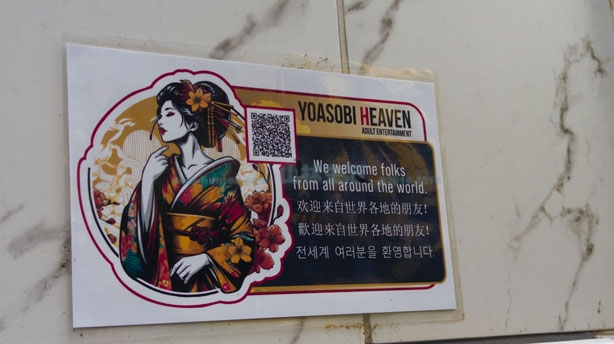 YOASOBI HEAVEN
ADULT ENTERTAINMENT
We welcome folks
from all around the world.
欢迎来自世界各地的朋友!
歡迎來自世界各地的朋友!
전세계 여러분을 환영합니다.